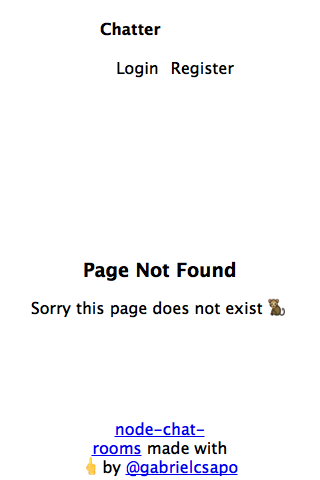 Chatter
Login Register
Page Not Found
Sorry this page does not exist 🐒
node-chat-
rooms made with
👆 by @gabrielcsapo